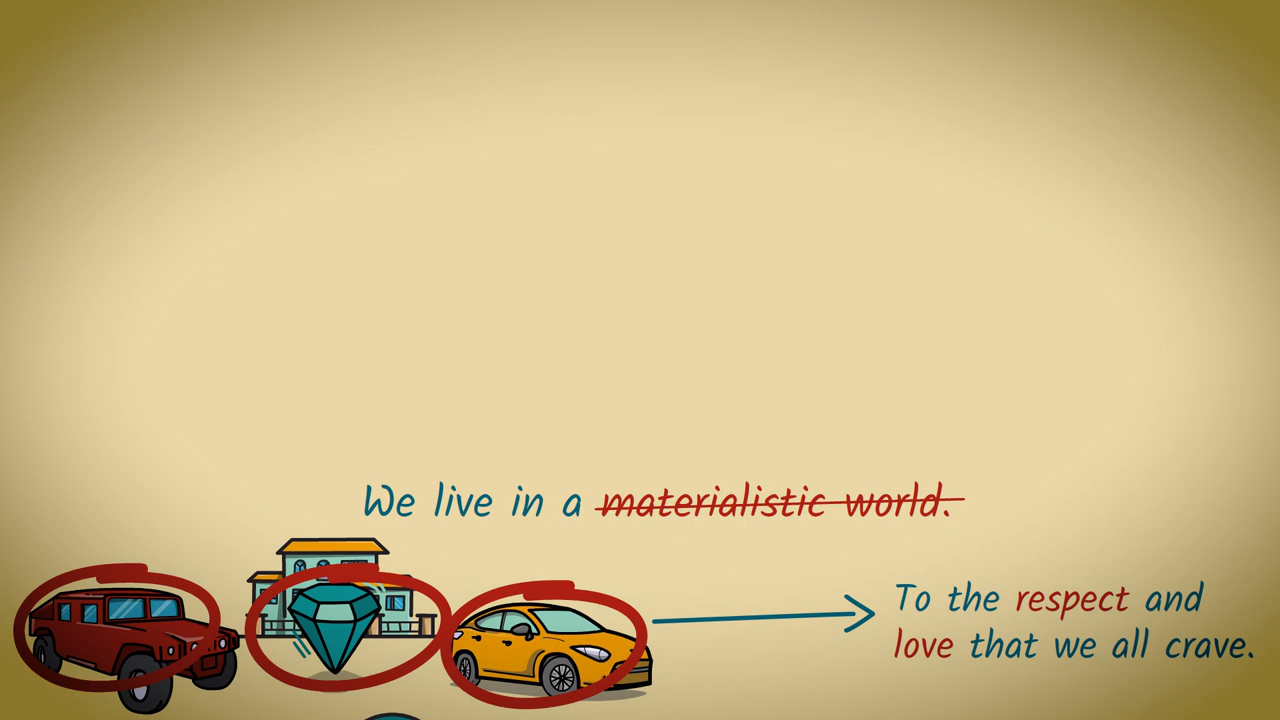 We live in a materialistic world.
To the respect and
love that we all crave.